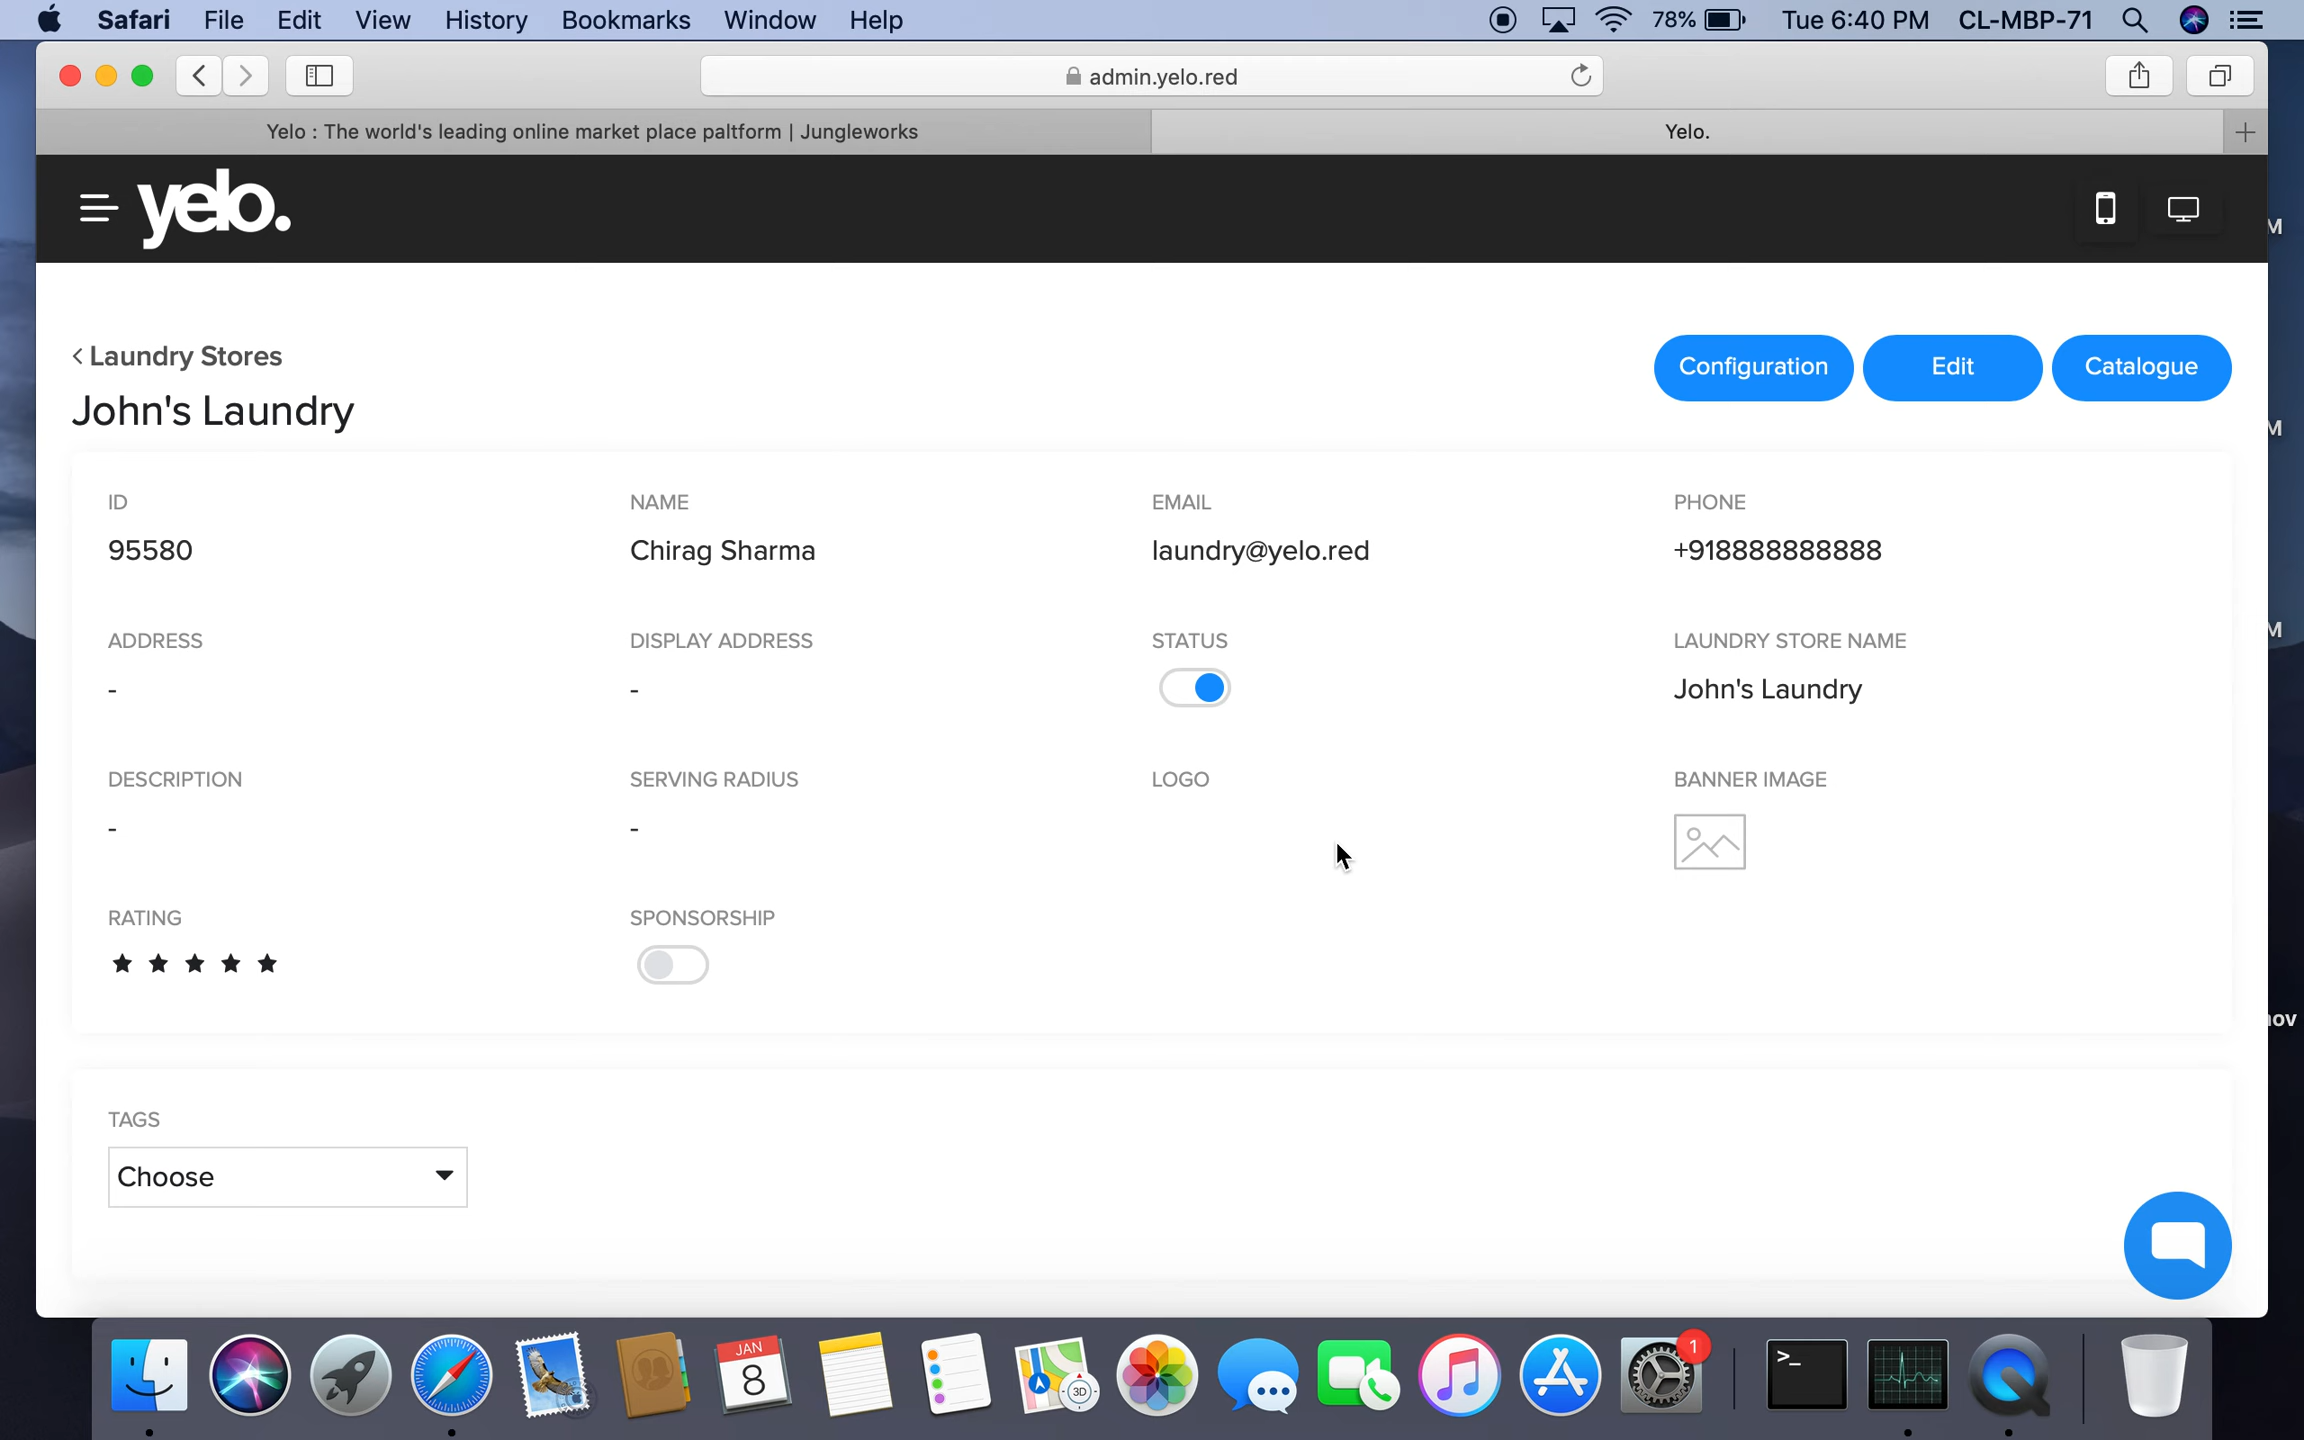 Safari File Edit View History Bookmarks Window Help 78% Tue 6:40 PM CL-MBP-71
admin.yelo.red
Yelo : The world's leading online market place paltform | Jungleworks Yelo.
yelo.
M
< Laundry Stores
Configuration Edit Catalogue
John's Laundry
M
ID NAME EMAIL PHONE
95580 Chirag Sharma laundry@yelo.red +918888888888
M
ADDRESS DISPLAY ADDRESS STATUS LAUNDRY STORE NAME
- - John's Laundry
DESCRIPTION SERVING RADIUS LOGO BANNER IMAGE
- -
RATING SPONSORSHIP
nov
TAGS
Choose
JAN
8
3D
1
>_